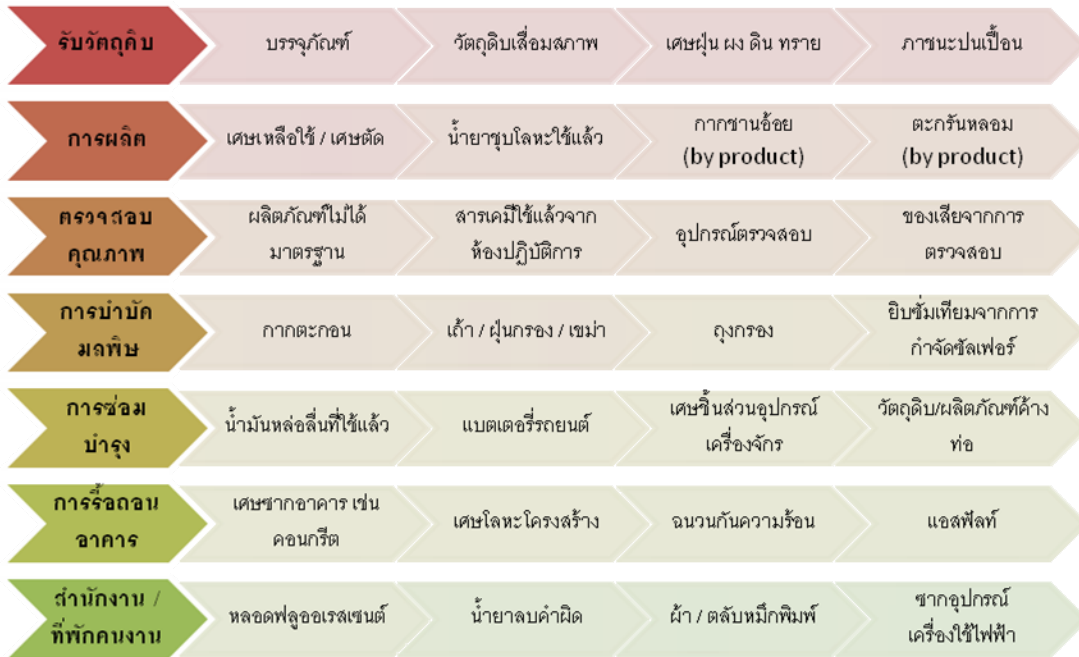 รับวัตถุดิบ
บรรจุภัณฑ์
วัตถุดิบเสื่อมสภาพ
เศษฝุ่น ผง ดิน ทราย
ภาชนะปนเปื้อน
การผลิต
เศษเหลือใช้ / เศษตัด
น้ำยาชุบโลหะใช้แล้ว
กากชานอ้อย
(by product)
ตะกรันหลอม
(by product)
ตรวจสอบ
คุณภาพ
ผลิตภัณฑ์ไม่ได้
มาตรฐาน
สารเคมีใช้แล้วจาก
ห้องปฏิบัติการ
อุปกรณ์ตรวจสอบ
ของเสียจากการ
ตรวจสอบ
การบำบัด
มลพิษ
กากตะกอน
เถ้า / ฝุ่นกรอง / เขม่า
ถุงกรอง
ยิบซั่มเทียมจากการ
กำจัดซัลเฟอร์
การซ่อม
บำรุง
น้ำมันหล่อลื่นที่ใช้แล้ว
แบตเตอรี่รถยนต์
เศษชิ้นส่วนอุปกรณ์
เครื่องจักร
วัตถุดิบ/ผลิตภัณฑ์ค้าง
ท่อ
การรื้อถอน
อาคาร
เศษซากอาคาร เช่น
คอนกรีต
เศษโลหะโครงสร้าง
ฉนวนกันความร้อน
แอสฟัลท์
สำนักงาน /
ที่พักคนงาน
หลอดฟลูออเรสเซนต์
น้ำยาลบคำผิด
ผ้า / ตลับหมึกพิมพ์
ซากอุปกรณ์
เครื่องใช้ไฟฟ้า